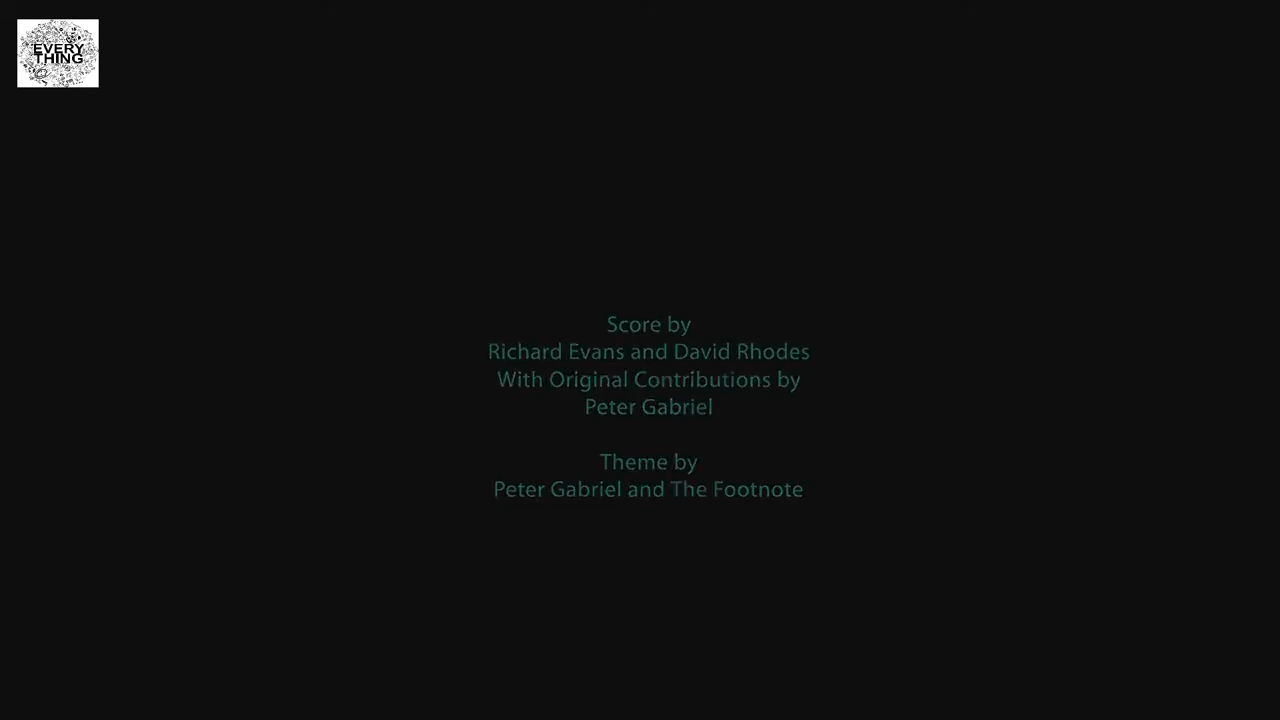 EVERY
THING
Score by
Richard Evans and David Rhodes
With Original Contributions by
Peter Gabriel
Theme by
Peter Gabriel and The Footnote